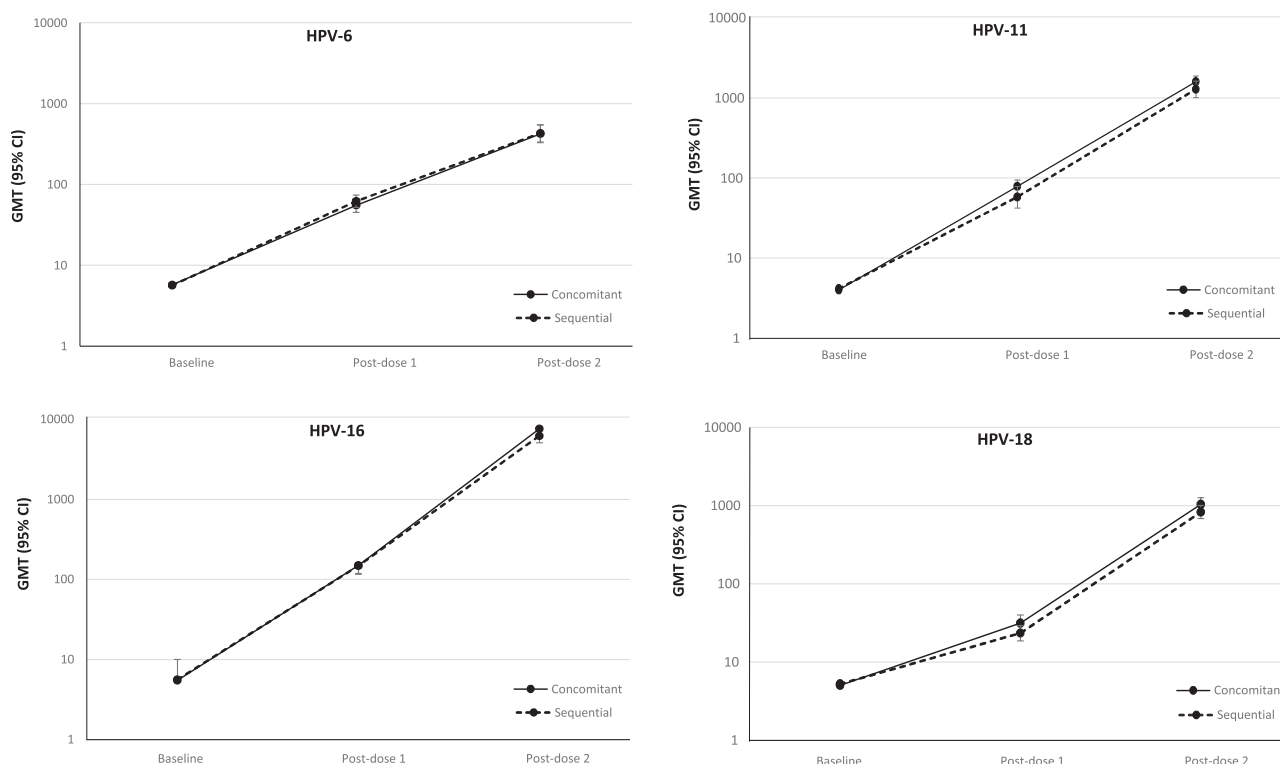 HPV-6
10000
1000
100
10
1
GMT (95% CI)
Concomitant
Sequential
Baseline
Post-dose 1
Post-dose 2
HPV-11
10000
1000
100
10
1
GMT (95% CI)
Concomitant
Sequential
Baseline
Post-dose 1
Post-dose 2
HPV-16
10000
1000
100
10
1
GMT (95% CI)
Concomitant
Sequential
Baseline
Post-dose 1
Post-dose 2
HPV-18
10000
1000
100
10
1
GMT (95% CI)
Concomitan
Sequential
Baseline
Post-dose 1
Post-dose 2